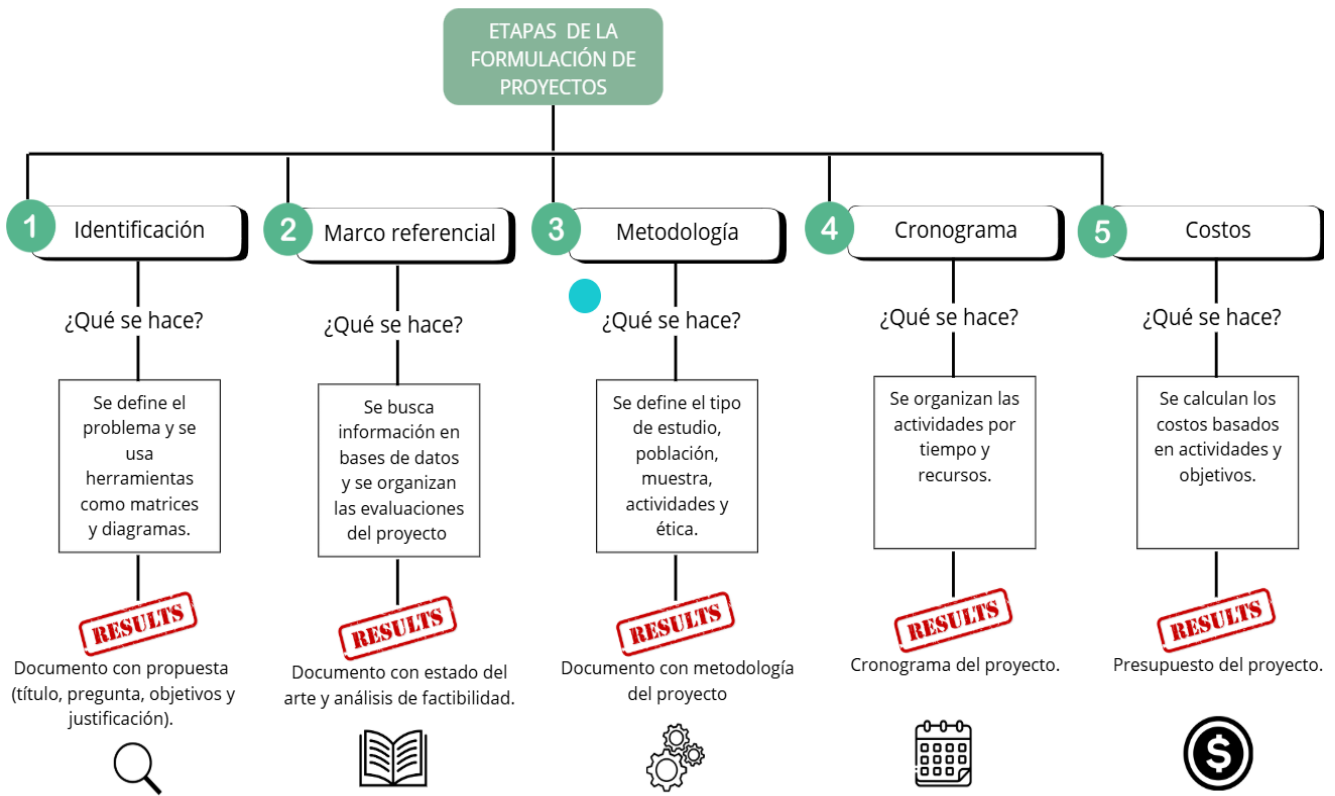 ETAPAS DE LA
FORMULACIÓN DE
PROYECTOS
1
Identificación
¿Qué se hace?
Se define el
problema y se
usa
herramientas
como matrices
y diagramas.
RESULTS
Documento con propuesta
(título, pregunta, objetivos y
justificación).
2
Marco referencial
¿Qué se hace?
Se busca
información en
bases de datos
y se organizan
las evaluaciones
del proyecto
RESULTS
Documento con estado del
arte y análisis de factibilidad.
3
Metodología
¿Qué se hace?
Se define el tipo
de estudio,
población,
muestra,
actividades y
ética.
RESULTS
Documento con metodología
del proyecto
4
Cronograma
¿Qué se hace?
Se organizan las
actividades por
tiempo y
recursos.
RESULTS
Cronograma del proyecto.
5
Costos
¿Qué se hace?
Se calculan los
costos basados
en actividades y
objetivos.
RESULTS
Presupuesto del proyecto.
$